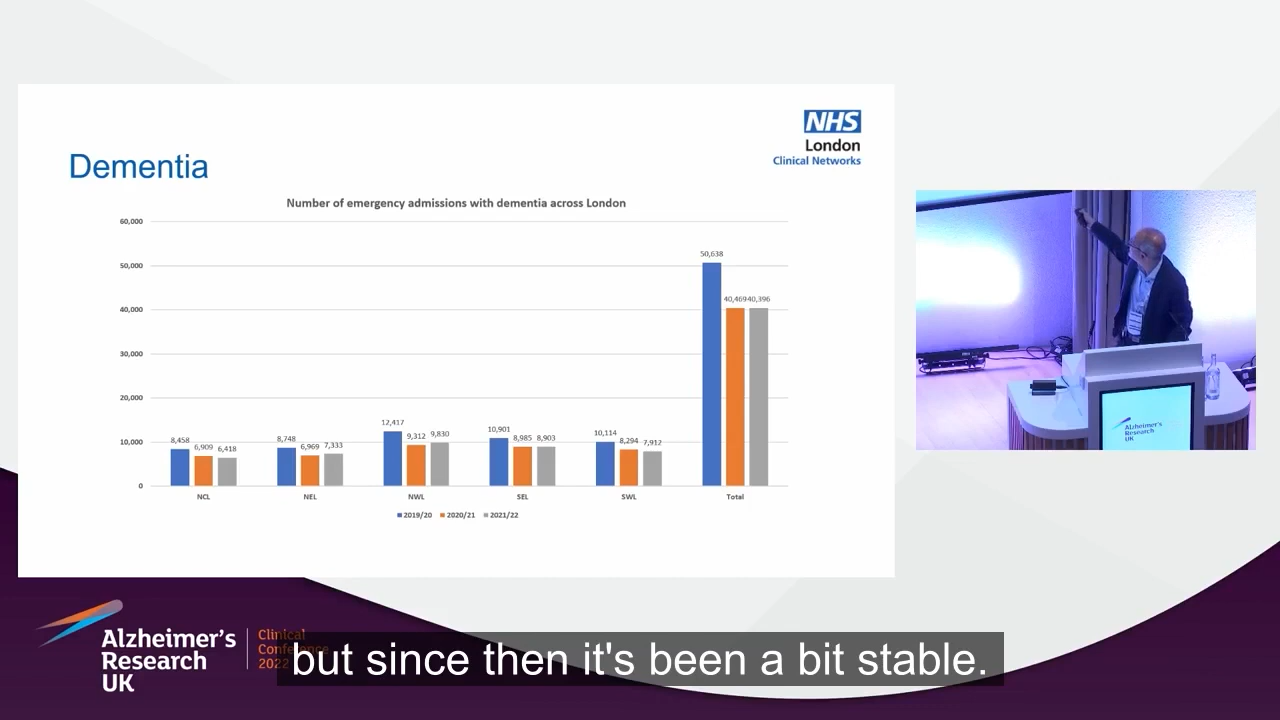 NHS
London
Clinical Networks
Dementia
Number of emergency admissions with dementia across London
60,000
50,000
40,000
30,000
20,000
10,000
0
8,458
6,909
6,418
8,748
6,969
7,333
12,417
9,312
9,830
10,901
8,985
8,903
10,114
8,294
7,912
50,638
40,469
40,396
NCL
NEL
NWL
SEL
SWL
Total
2019/20 2020/21 2021/22
Alzheimer's
Research
UK
Alzheimer's
Research
UK
Clinical
Conference
2022
but since then it's been a bit stable.